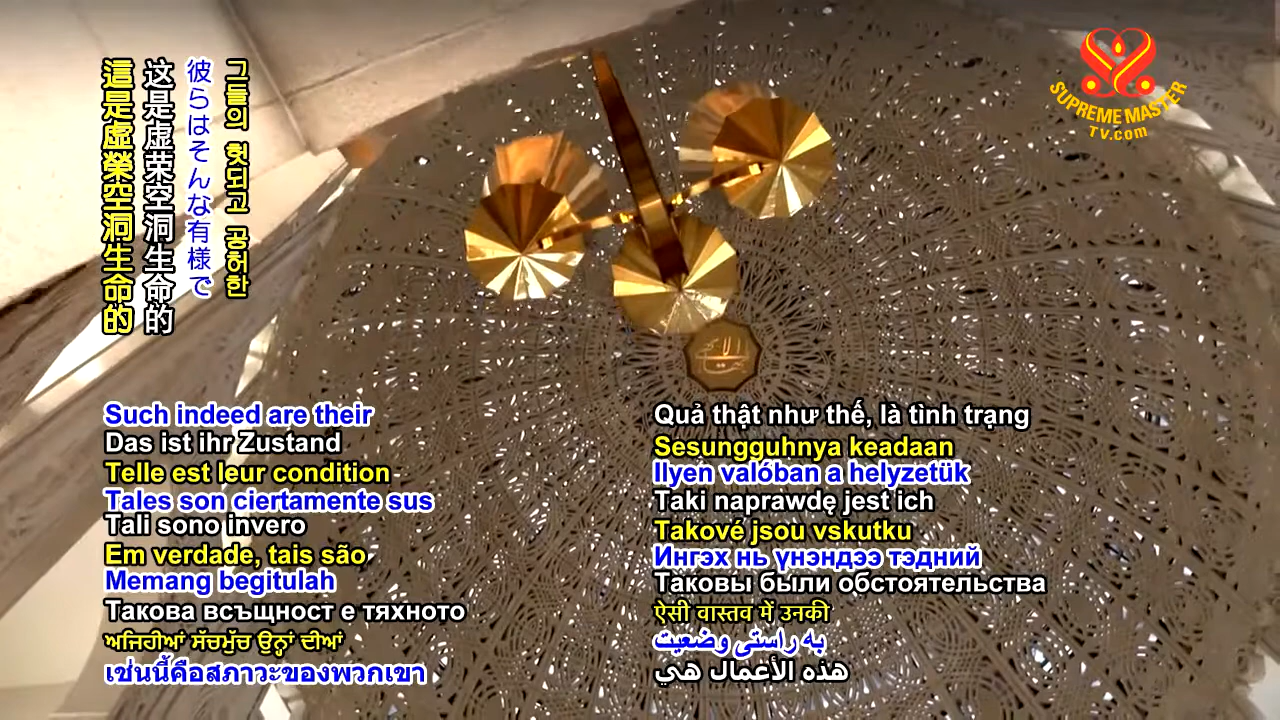 這是虛榮空洞生命的
这是虚荣空洞生命的
彼らはそんな有様で
그들의 헛되고 공허한
SUPREME MASTER
TV.com
Such indeed are their
Das ist ihr Zustand
Telle est leur condition
Tales son ciertamente sus
Tali sono invero
Em verdade, tais são
Memang begitulah
Такова всъщност е тяхното
ਅਜਿਹੀਆਂ ਸੱਚਮੁੱਚ ਉਨ੍ਹਾਂ ਦੀਆਂ
เช่นนี้คือสภาวะของพวกเขา
Quả thật như thế, là tình trạng
Sesungguhnya keadaan
Ilyen valóban a helyzetük
Taki naprawdę jest ich
Takové jsou vskutku
Ингэх нь үнэндээ тэдний
Таковы были обстоятельства
ऐसी वास्तव में उनकी
به راستی وضعیت
هذه الأعمال هي